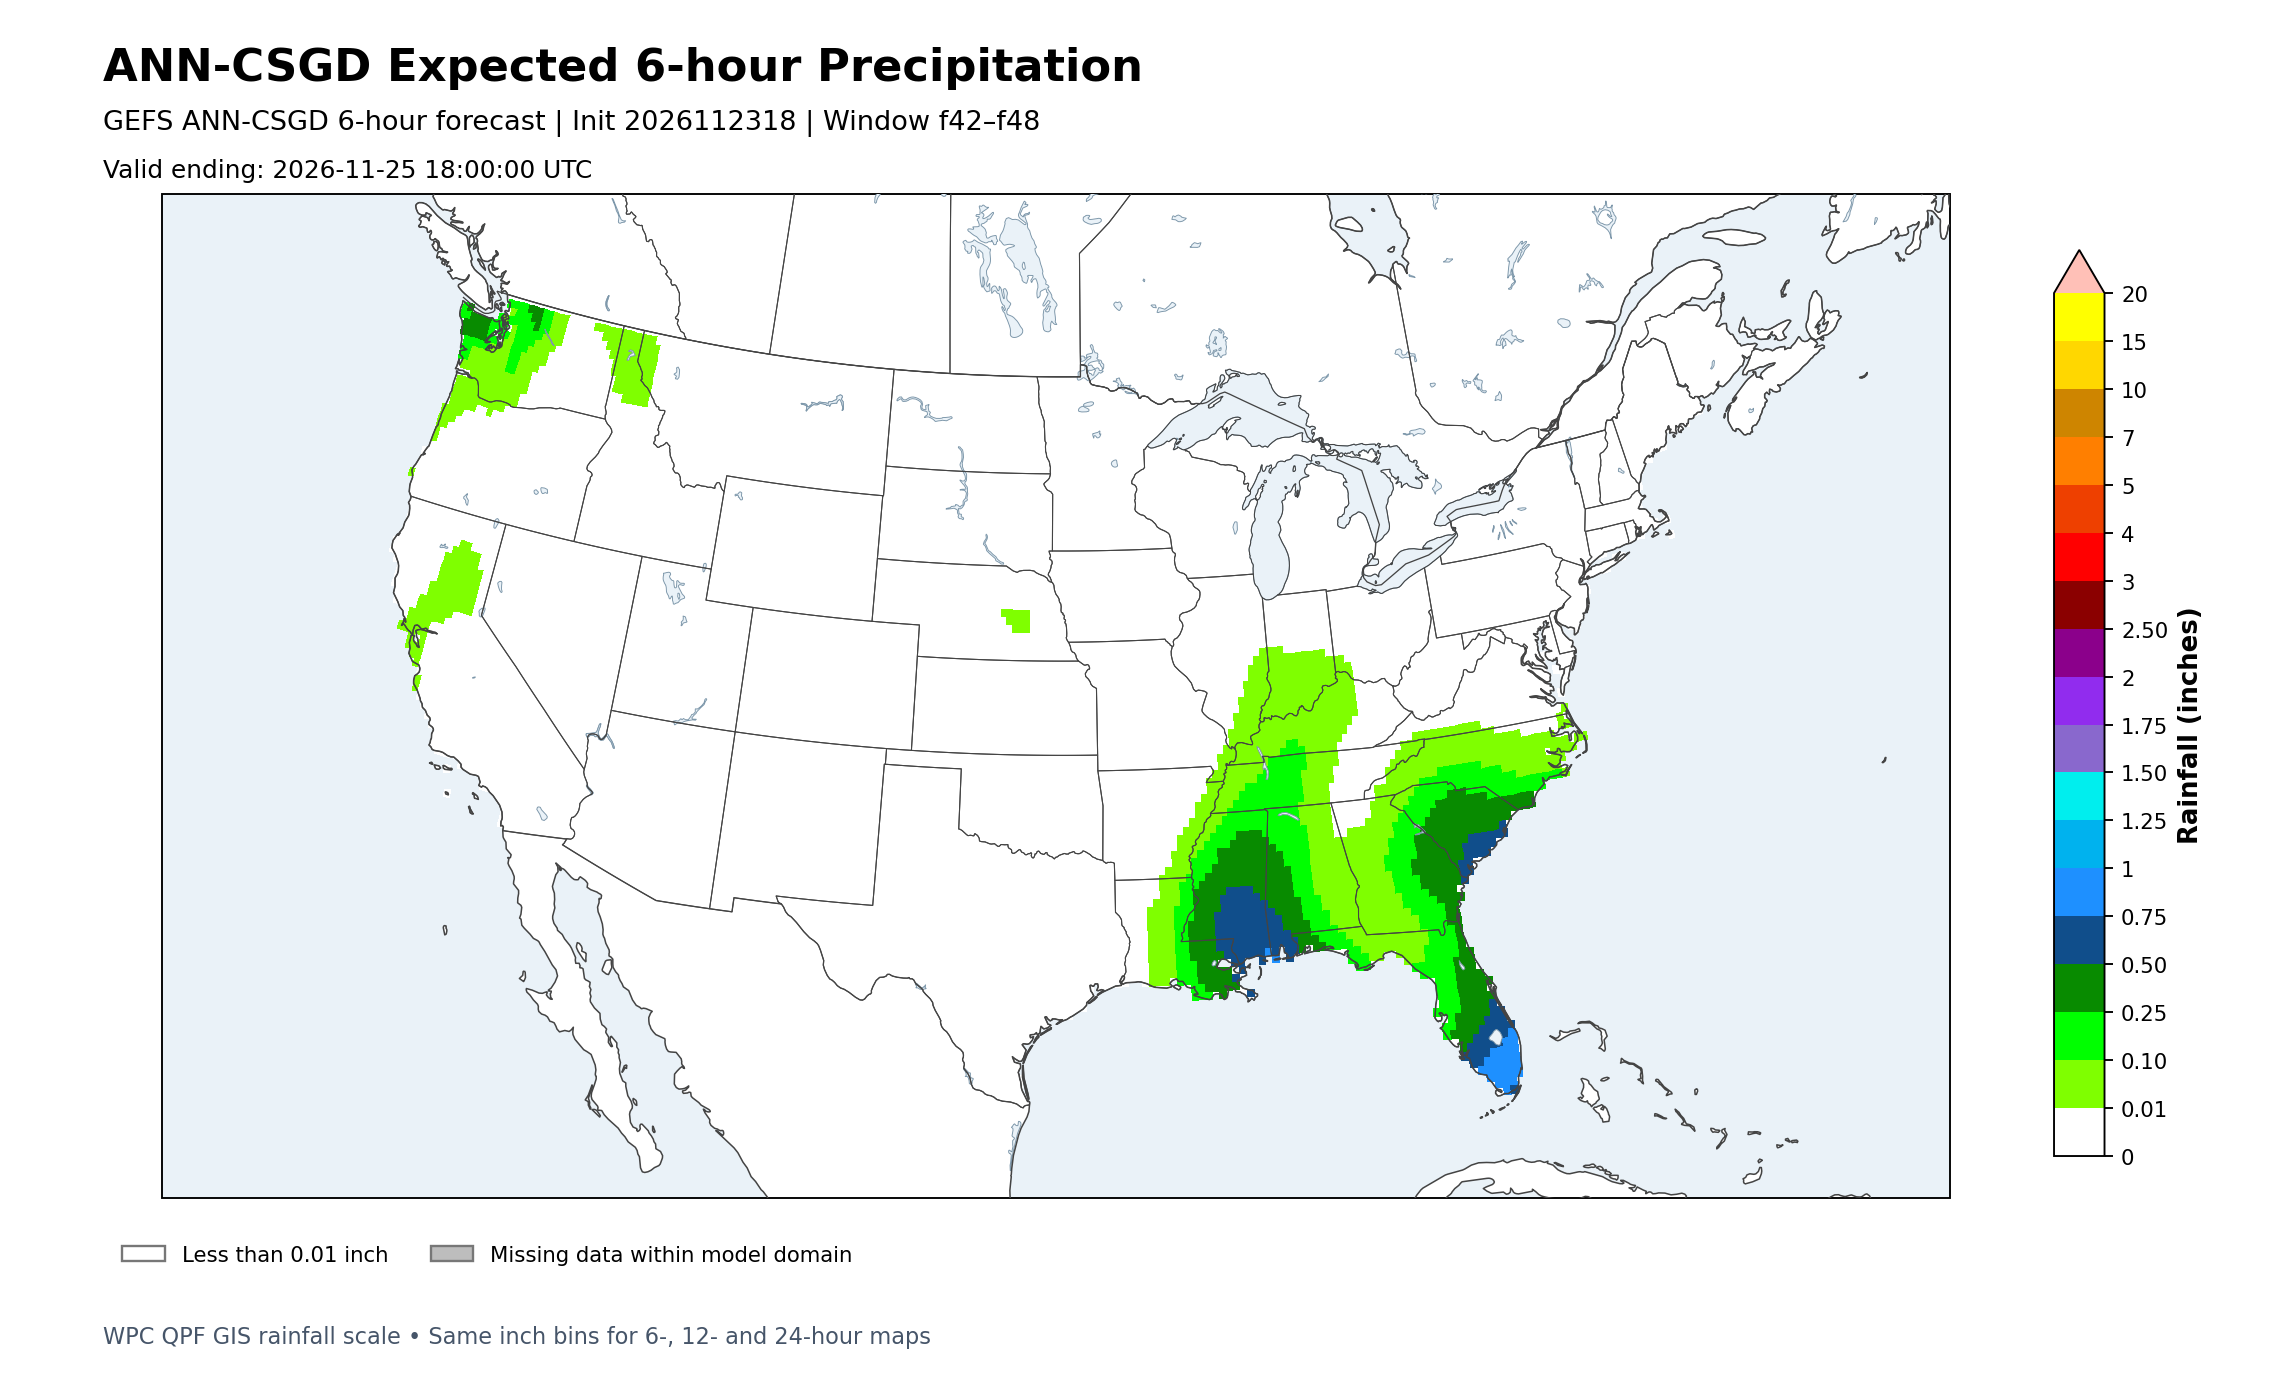 ANN-CSGD Expected 6-hour Precipitation
GEFS ANN-CSGD 6-hour forecast | Init 2026112318 | Window f42–f48
Valid ending: 2026-11-25 18:00:00 UTC
20
15
10
7
5
4
3
2.50
2
1.75
1.50
1.25
1
0.75
0.50
0.25
0.10
0.01
0
Rainfall (inches)
Less than 0.01 inch
Missing data within model domain
WPC QPF GIS rainfall scale • Same inch bins for 6-, 12- and 24-hour maps